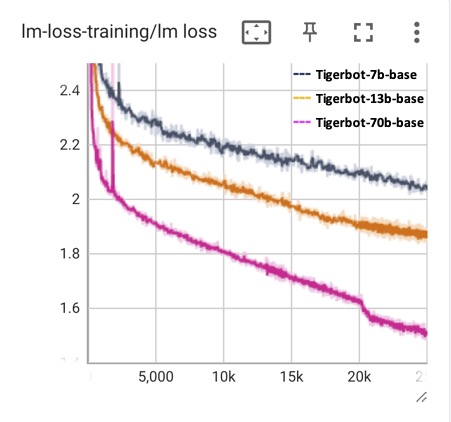 lm-loss-training/lm loss
Tigerbot-7b-base
Tigerbot-13b-base
Tigerbot-70b-base
2.4
2.2
2
1.8
1.6
5,000 10k 15k 20k